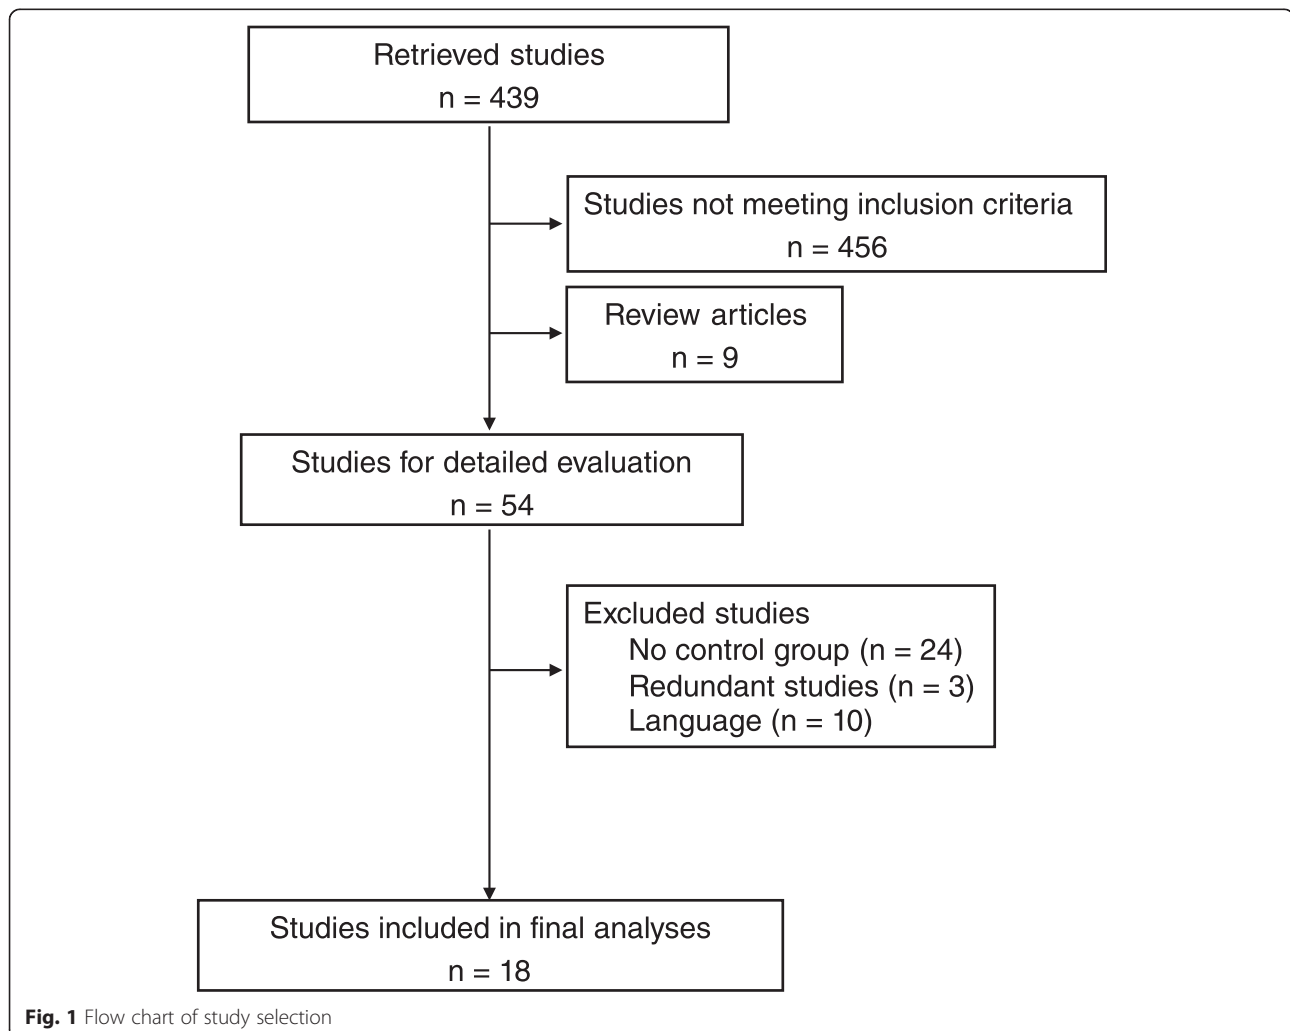 Retrieved studies
n = 439
Studies not meeting inclusion criteria
n = 456
Review articles
n = 9
Studies for detailed evaluation
n = 54
Excluded studies
No control group (n = 24)
Redundant studies (n = 3)
Language (n = 10)
Studies included in final analyses
n = 18
Fig. 1 Flow chart of study selection